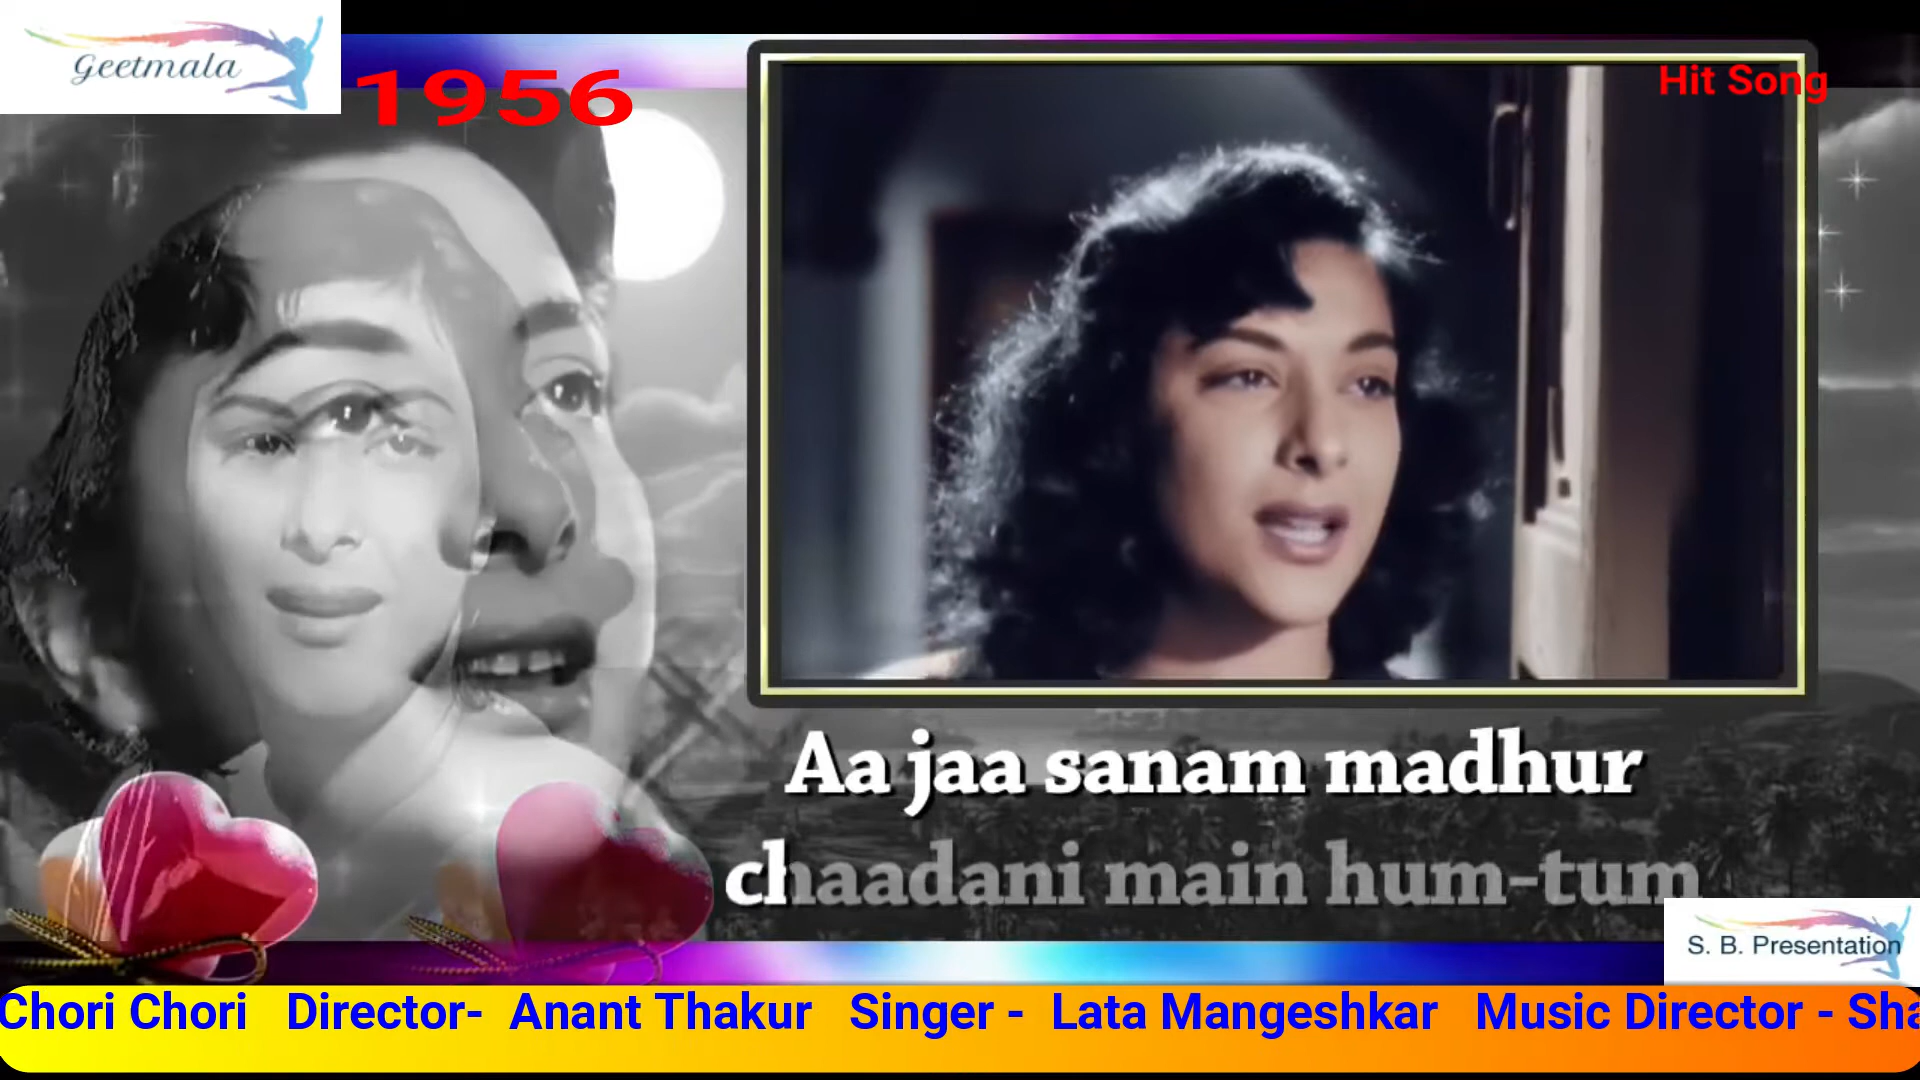 Geetmala
1956
Hit Song
Aa jaa sanam madhur
chaadani main hum-tum
S. B. Presentation
Chori Chori Director- Anant Thakur Singer - Lata Mangeshkar Music Director -